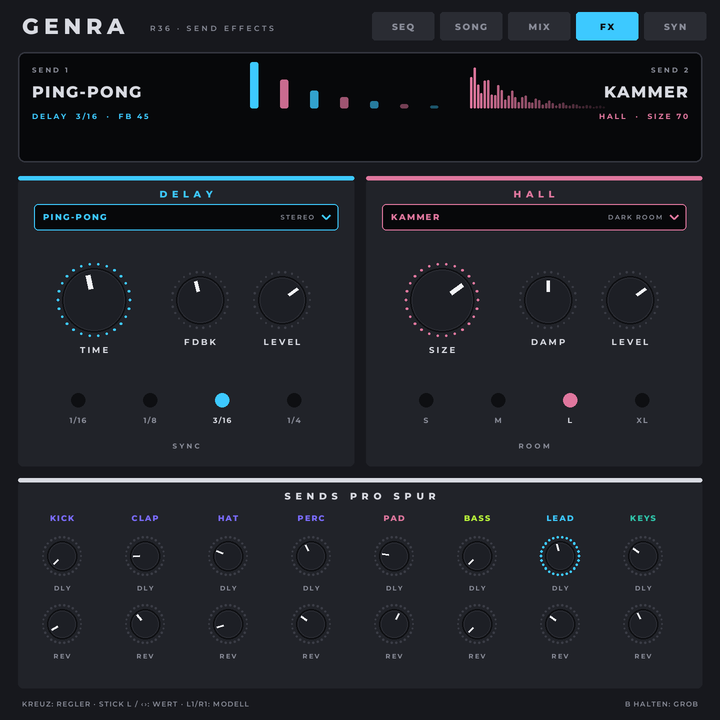 GENRA R36 · SEND EFFECTS SEQ SONG MIX FX SYN
SEND 1 SEND 2
PING-PONG KAMMER
DELAY 3/16 · FB 45 HALL · SIZE 70
DELAY
PING-PONG STEREO
TIME FDBK LEVEL
1/16 1/8 3/16 1/4
SYNC
HALL
KAMMER DARK ROOM
SIZE DAMP LEVEL
S M L XL
ROOM
SENDS PRO SPUR
KICK CLAP HAT PERC PAD BASS LEAD KEYS
DLY DLY DLY DLY DLY DLY DLY DLY
REV REV REV REV REV REV REV REV
KREUZ: REGLER · STICK L / ‹›: WERT · L1/R1: MODELL B HALTEN: GROB